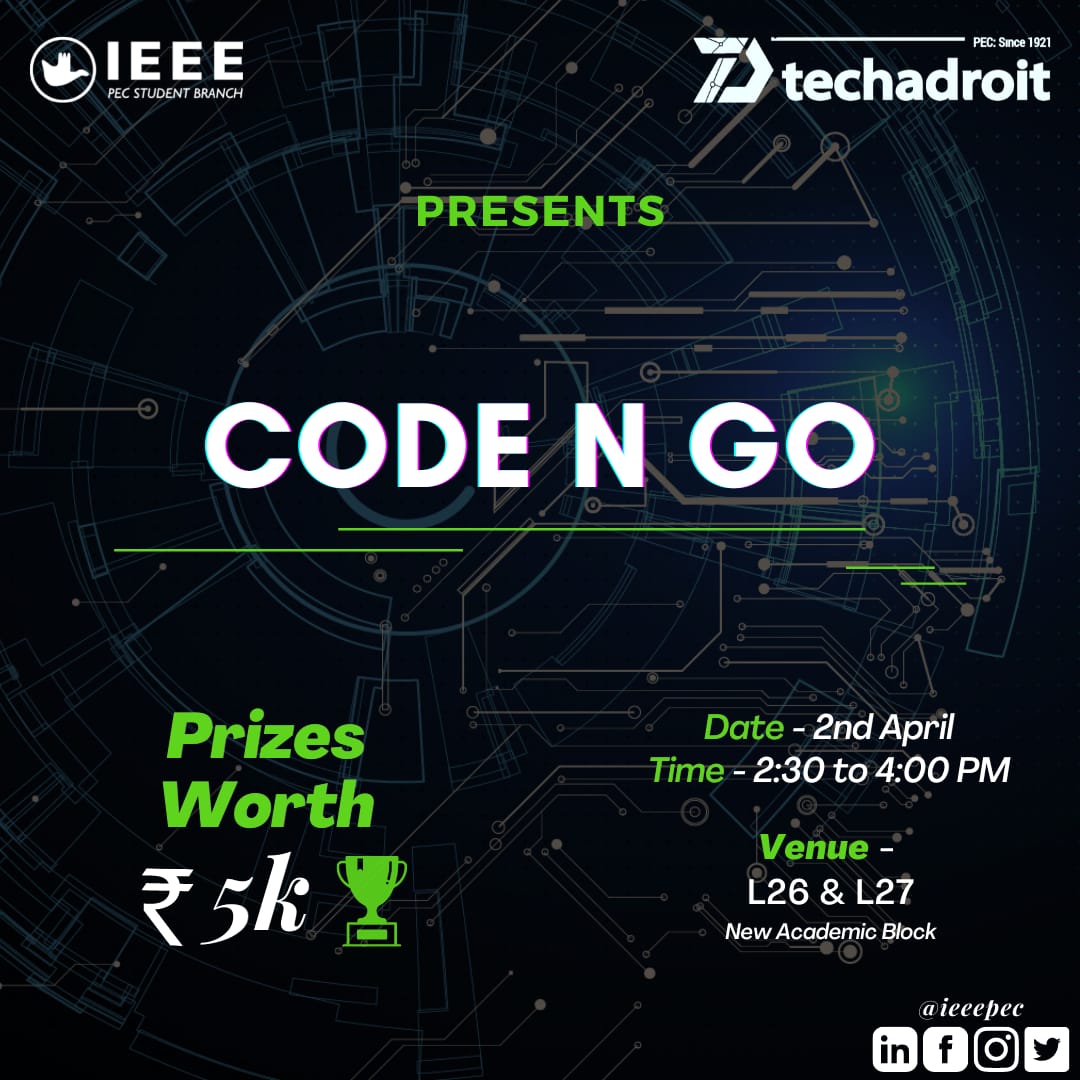 IEEE
PEC STUDENT BRANCH
PEC: Since 1921
techadroit
PRESENTS
CODE N GO
Prizes
Worth
₹ 5k
Date - 2nd April
Time - 2:30 to 4:00 PM
Venue -
L26 & L27
New Academic Block
@ieeepec